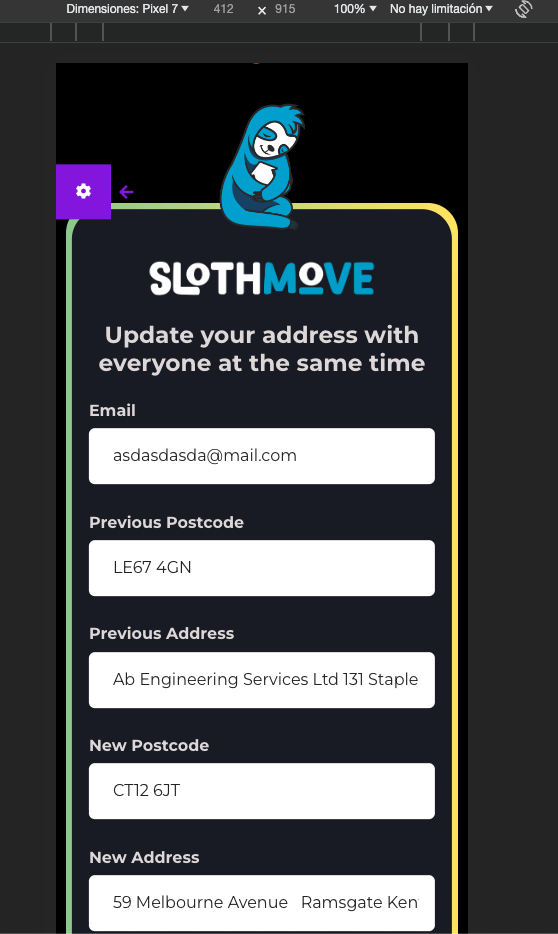 Dimensiones: Pixel 7 ▼ 412 × 915 100% ▼ No hay limitación ▼
SLOTHMOVE
Update your address with
everyone at the same time
Email
asdasdasda@mail.com
Previous Postcode
LE67 4GN
Previous Address
Ab Engineering Services Ltd 131 Staple
New Postcode
CT12 6JT
New Address
59 Melbourne Avenue   Ramsgate Ken